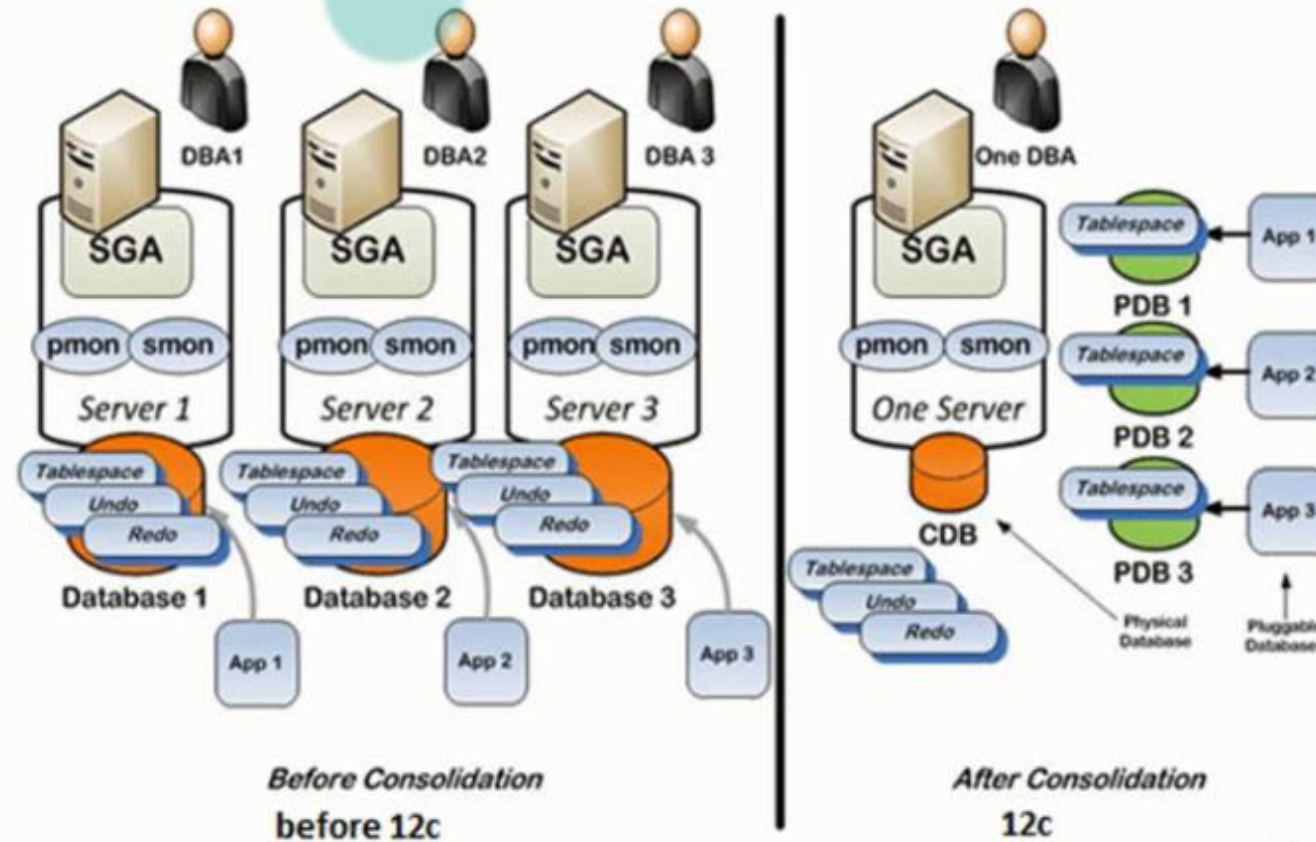 DBA1
DBA2
DBA 3
One DBA
SGA
SGA
SGA
SGA
pmon smon
pmon smon
pmon smon
pmon smon
Server 1
Server 2
Server 3
One Server
Tablespace
Undo
Redo
Database 1
App 1
Tablespace
Undo
Redo
Database 2
App 2
Tablespace
Undo
Redo
Database 3
App 3
CDB
Tablespace
Undo
Redo
Tablespace
App 1
PDB 1
Tablespace
App 2
PDB 2
Tablespace
App 3
PDB 3
Physical
Database
Pluggable
Database
Before Consolidation
before 12c
After Consolidation
12c